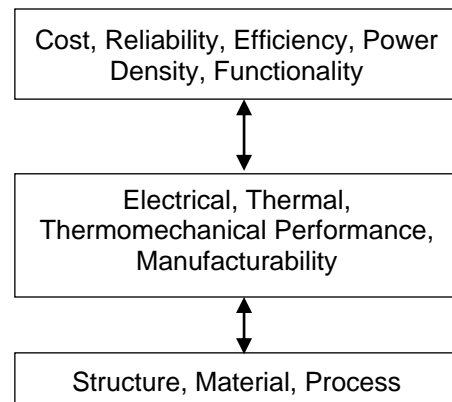 Cost, Reliability, Efficiency, Power
Density, Functionality
Electrical, Thermal,
Thermomechanical Performance,
Manufacturability
Structure, Material, Process